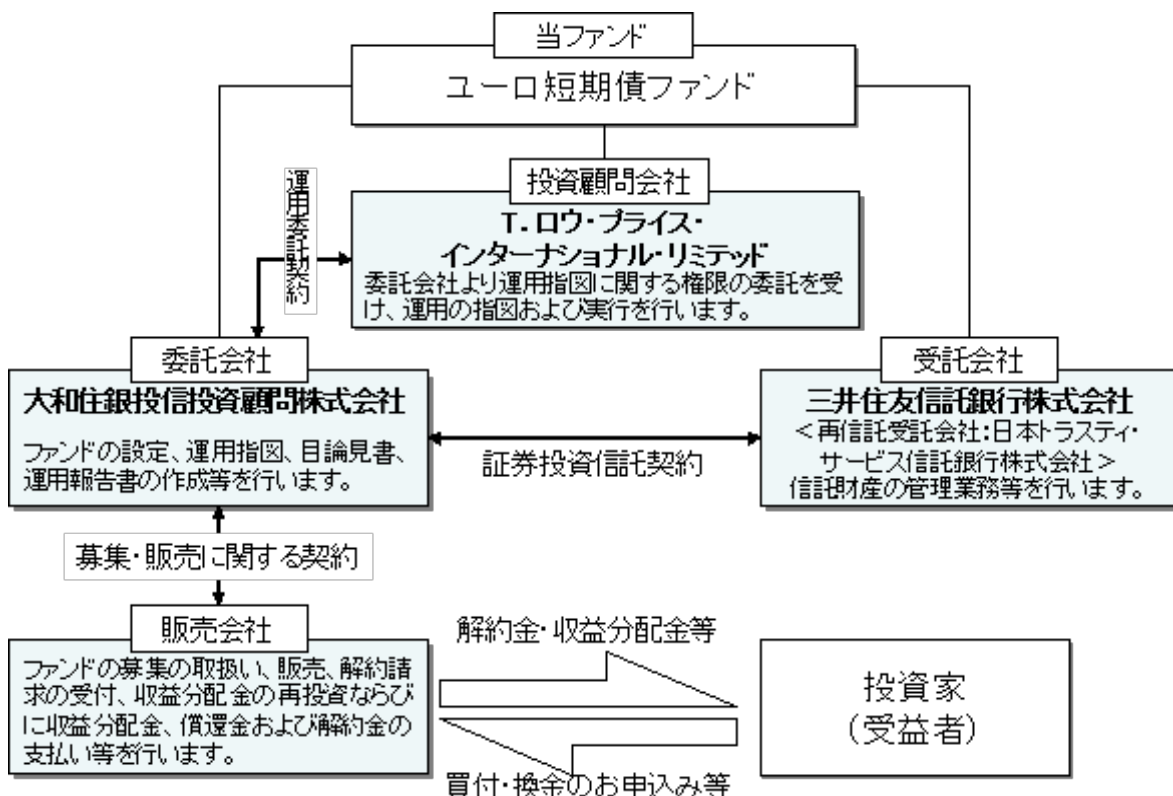 当ファンド
ユーロ短期債ファンド
投資顧問会社
T.ロウ・プライス・
インターナショナル・リミテッド
委託会社より運用指図に関する権限の委託を受
け、運用の指図および実行を行います。
運用委託契約
委託会社
大和住銀投信投資顧問株式会社
ファンドの設定、運用指図、目論見書、
運用報告書の作成等を行います。
証券投資信託契約
受託会社
三井住友信託銀行株式会社
<再信託受託会社:日本トラスティ・
サービス信託銀行株式会社>
信託財産の管理業務等を行います。
募集・販売に関する契約
販売会社
ファンドの募集の取扱い、販売、解約請
求の受付、収益分配金の再投資ならび
に収益分配金、償還金および解約金の
支払い等を行います。
解約金・収益分配金等
買付・換金のお申込み等
投資家
(受益者)